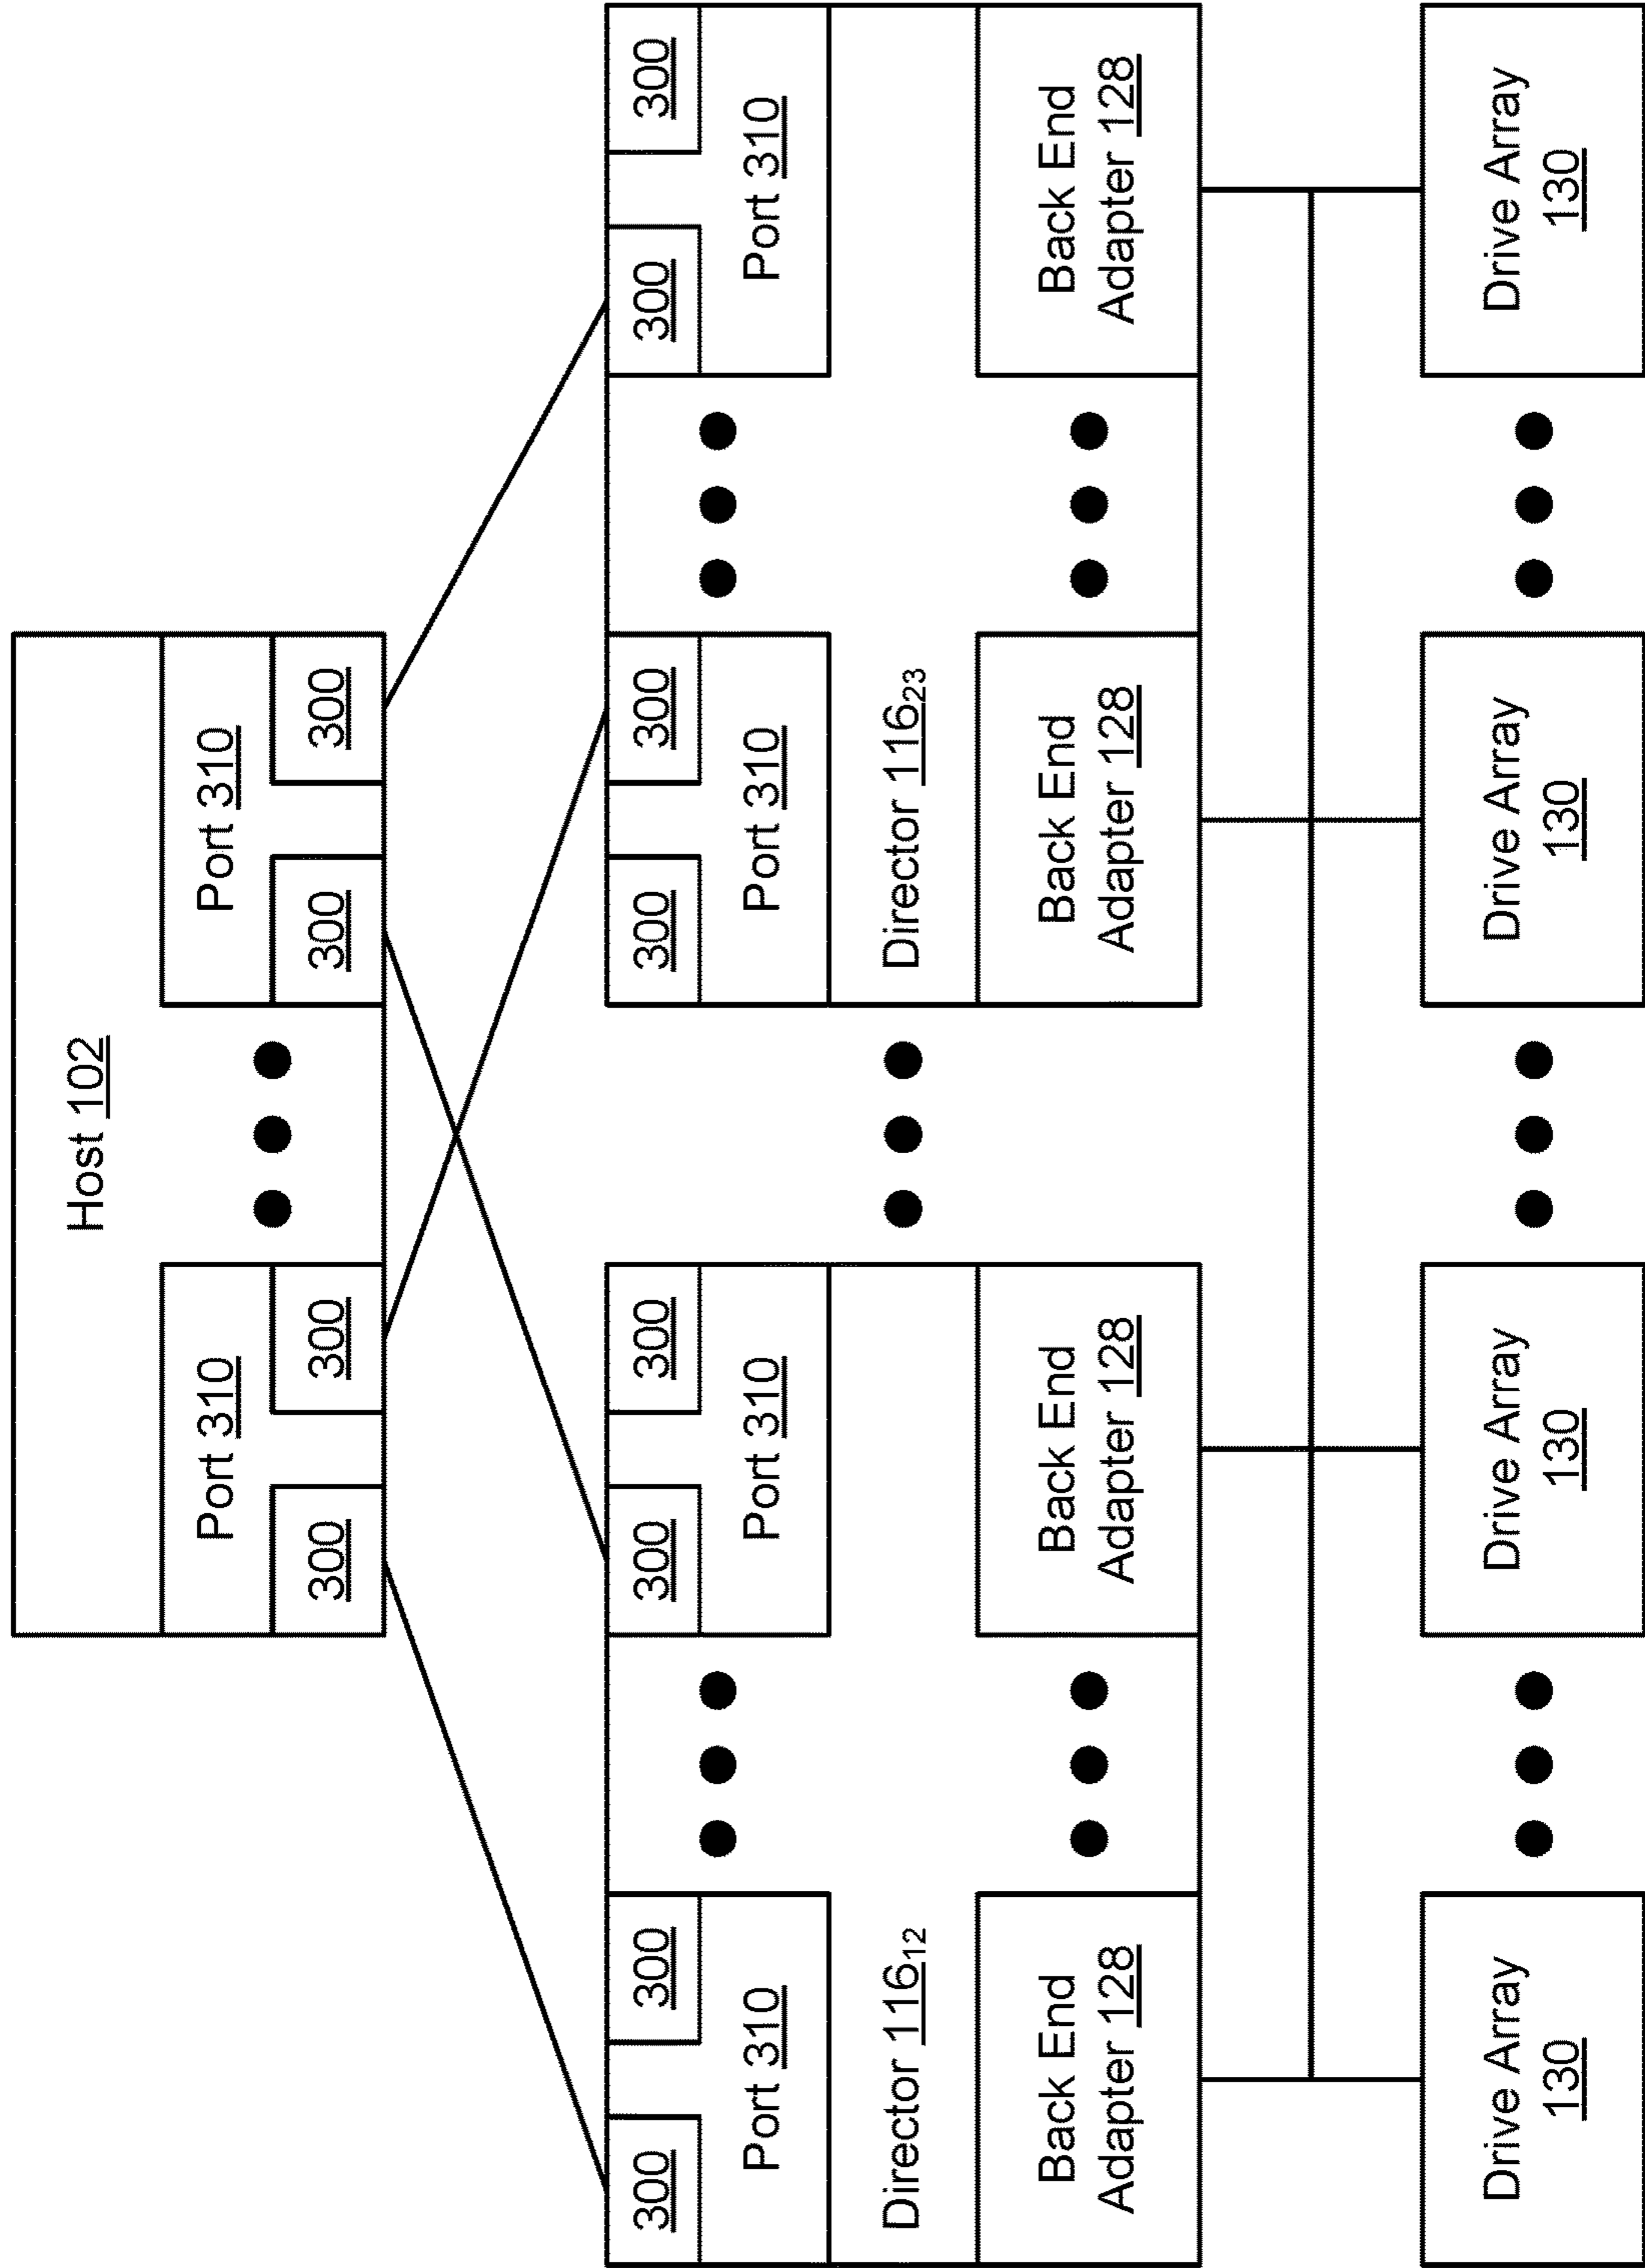 Host 102
Port 310
Port 310
300
300
300
300
300
300
300
300
300
300
300
300
Port 310
Port 310
Port 310
Port 310
Director 116₁₂
Director 116₂₃
Back End
Adapter 128
Back End
Adapter 128
Back End
Adapter 128
Back End
Adapter 128
Drive Array
130
Drive Array
130
Drive Array
130
Drive Array
130